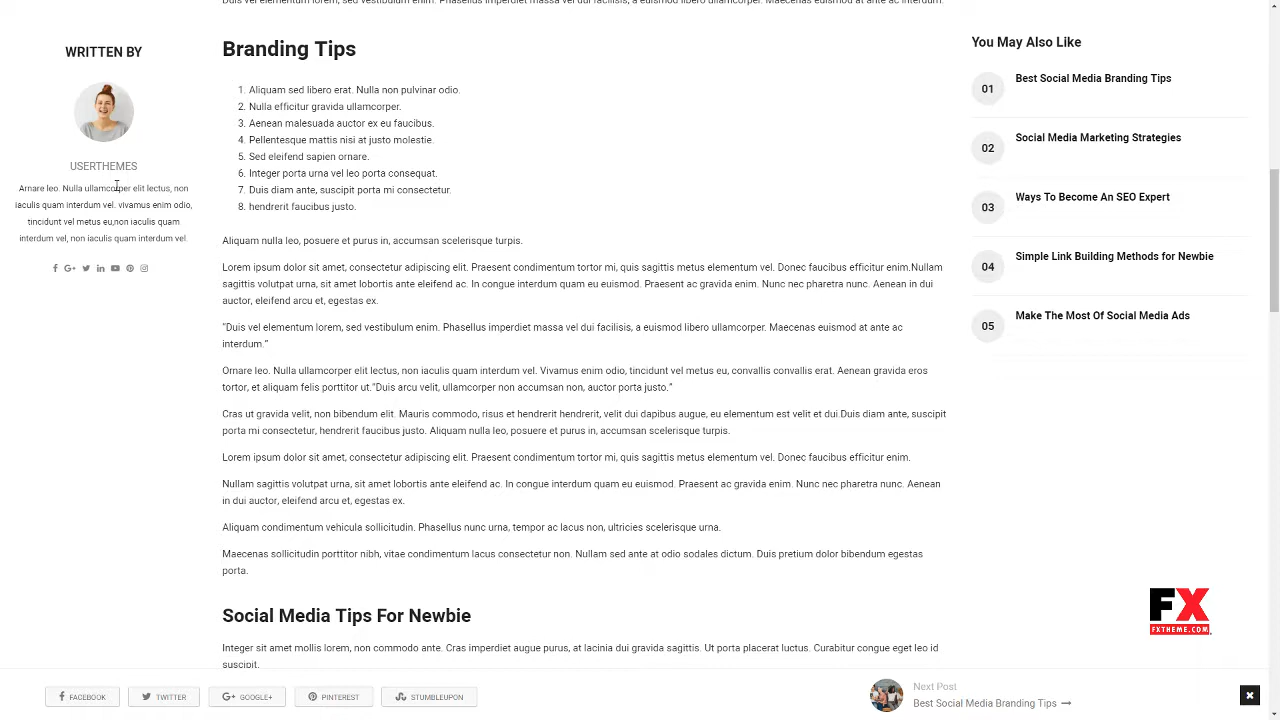 Duis vel elementum lorem, sed vestibulum enim. Phasellus imperdiet massa vel dui facilisis, a euismod libero ullamcorper. Maecenas euismod at ante ac interdum.
WRITTEN BY
USERTHEMES
Arnare leo. Nulla ullamcorper elit lectus, non
iaculis quam interdum vel. vivamus enim odio,
tincidunt vel metus eu,non iaculis quam
interdum vel, non iaculis quam interdum vel.
Branding Tips
1. Aliquam sed libero erat. Nulla non pulvinar odio.
2. Nulla efficitur gravida ullamcorper.
3. Aenean malesuada auctor ex eu faucibus.
4. Pellentesque mattis nisi at justo molestie.
5. Sed eleifend sapien ornare.
6. Integer porta urna vel leo porta consequat.
7. Duis diam ante, suscipit porta mi consectetur.
8. hendrerit faucibus justo.
Aliquam nulla leo, posuere et purus in, accumsan scelerisque turpis.
Lorem ipsum dolor sit amet, consectetur adipiscing elit. Praesent condimentum tortor mi, quis sagittis metus elementum vel. Donec faucibus efficitur enim.Nullam
sagittis volutpat urna, sit amet lobortis ante eleifend ac. In congue interdum quam eu euismod. Praesent ac gravida enim. Nunc nec pharetra nunc. Aenean in dui
auctor, eleifend arcu et, egestas ex.
"Duis vel elementum lorem, sed vestibulum enim. Phasellus imperdiet massa vel dui facilisis, a euismod libero ullamcorper. Maecenas euismod at ante ac
interdum."
Ornare leo. Nulla ullamcorper elit lectus, non iaculis quam interdum vel. Vivamus enim odio, tincidunt vel metus eu, convallis convallis erat. Aenean gravida eros
tortor, et aliquam felis porttitor ut."Duis arcu velit, ullamcorper non accumsan non, auctor porta justo."
Cras ut gravida velit, non bibendum elit. Mauris commodo, risus et hendrerit hendrerit, velit dui dapibus augue, eu elementum est velit et dui.Duis diam ante, suscipit
porta mi consectetur, hendrerit faucibus justo. Aliquam nulla leo, posuere et purus in, accumsan scelerisque turpis.
Lorem ipsum dolor sit amet, consectetur adipiscing elit. Praesent condimentum tortor mi, quis sagittis metus elementum vel. Donec faucibus efficitur enim.
Nullam sagittis volutpat urna, sit amet lobortis ante eleifend ac. In congue interdum quam eu euismod. Praesent ac gravida enim. Nunc nec pharetra nunc. Aenean
in dui auctor, eleifend arcu et, egestas ex.
Aliquam condimentum vehicula sollicitudin. Phasellus nunc urna, tempor ac lacus non, ultricies scelerisque urna.
Maecenas sollicitudin porttitor nibh, vitae condimentum lacus consectetur non. Nullam sed ante at odio sodales dictum. Duis pretium dolor bibendum egestas
porta.
Social Media Tips For Newbie
Integer sit amet mollis lorem, non commodo ante. Cras imperdiet augue purus, at lacinia dui gravida sagittis. Ut porta placerat luctus. Curabitur congue eget leo id
suscipit.
You May Also Like
01 Best Social Media Branding Tips
02 Social Media Marketing Strategies
03 Ways To Become An SEO Expert
04 Simple Link Building Methods for Newbie
05 Make The Most Of Social Media Ads
FX
FXTHEME.COM
FACEBOOK TWITTER GOOGLE+ PINTEREST STUMBLEUPON
Next Post
Best Social Media Branding Tips